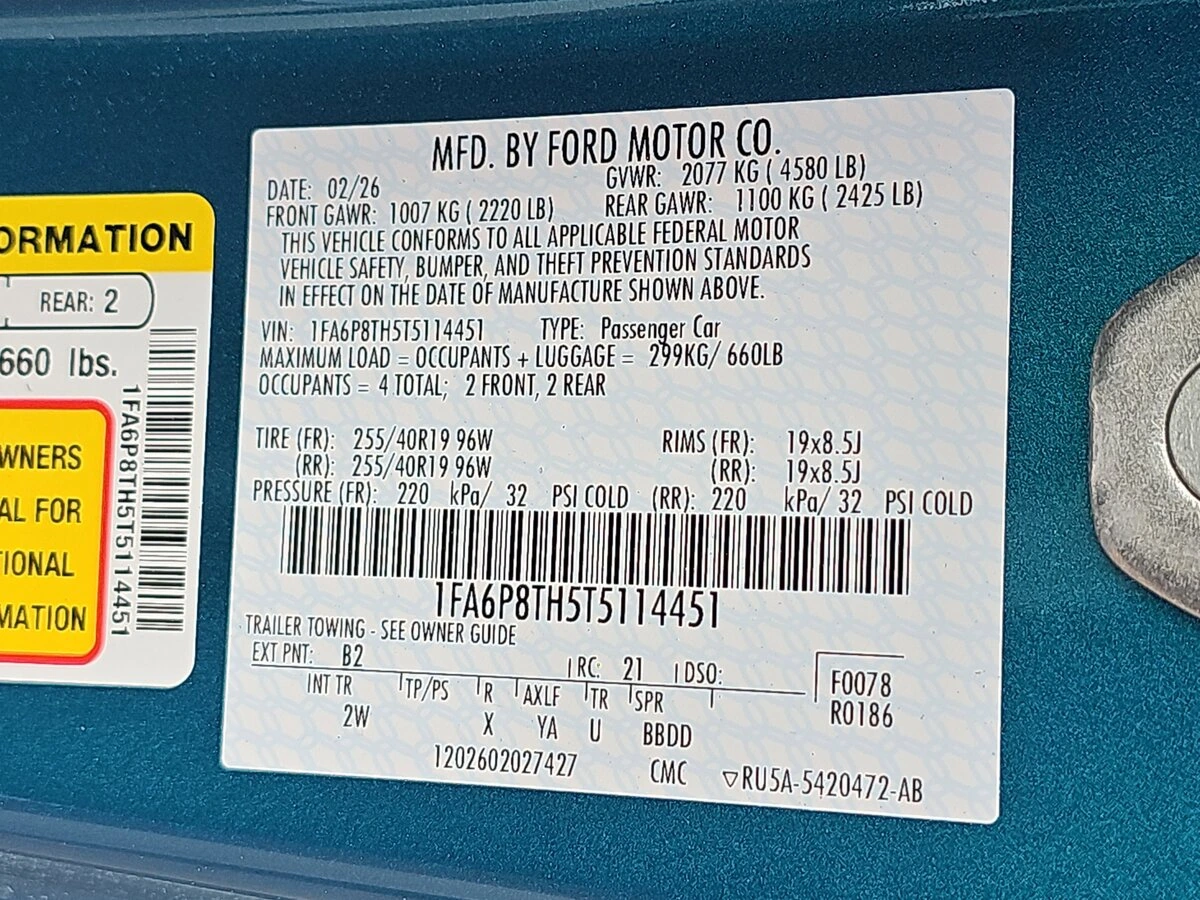 ORMATION
REAR: 2
660 lbs.
1FA6P8TH5T5114451
WNERS
AL FOR
TIONAL
MATION
MFD. BY FORD MOTOR CO.
DATE: 02/26 GVWR: 2077 KG ( 4580 LB)
FRONT GAWR: 1007 KG ( 2220 LB) REAR GAWR: 1100 KG ( 2425 LB)
THIS VEHICLE CONFORMS TO ALL APPLICABLE FEDERAL MOTOR
VEHICLE SAFETY, BUMPER, AND THEFT PREVENTION STANDARDS
IN EFFECT ON THE DATE OF MANUFACTURE SHOWN ABOVE.
VIN: 1FA6P8TH5T5114451 TYPE: Passenger Car
MAXIMUM LOAD = OCCUPANTS + LUGGAGE = 299KG/ 660LB
OCCUPANTS = 4 TOTAL; 2 FRONT, 2 REAR
TIRE (FR): 255/40R19 96W RIMS (FR): 19x8.5J
(RR): 255/40R19 96W (RR): 19x8.5J
PRESSURE (FR): 220 kPa/ 32 PSI COLD (RR): 220 kPa/ 32 PSI COLD
1FA6P8TH5T5114451
TRAILER TOWING - SEE OWNER GUIDE
EXT PNT: B2 RC: 21 DSO:
F0078
R0186
INT TR TP/PS R AXLE TR SPR
2W X YA U BBDD
1202602027427 CMC ▽RU5A-5420472-AB